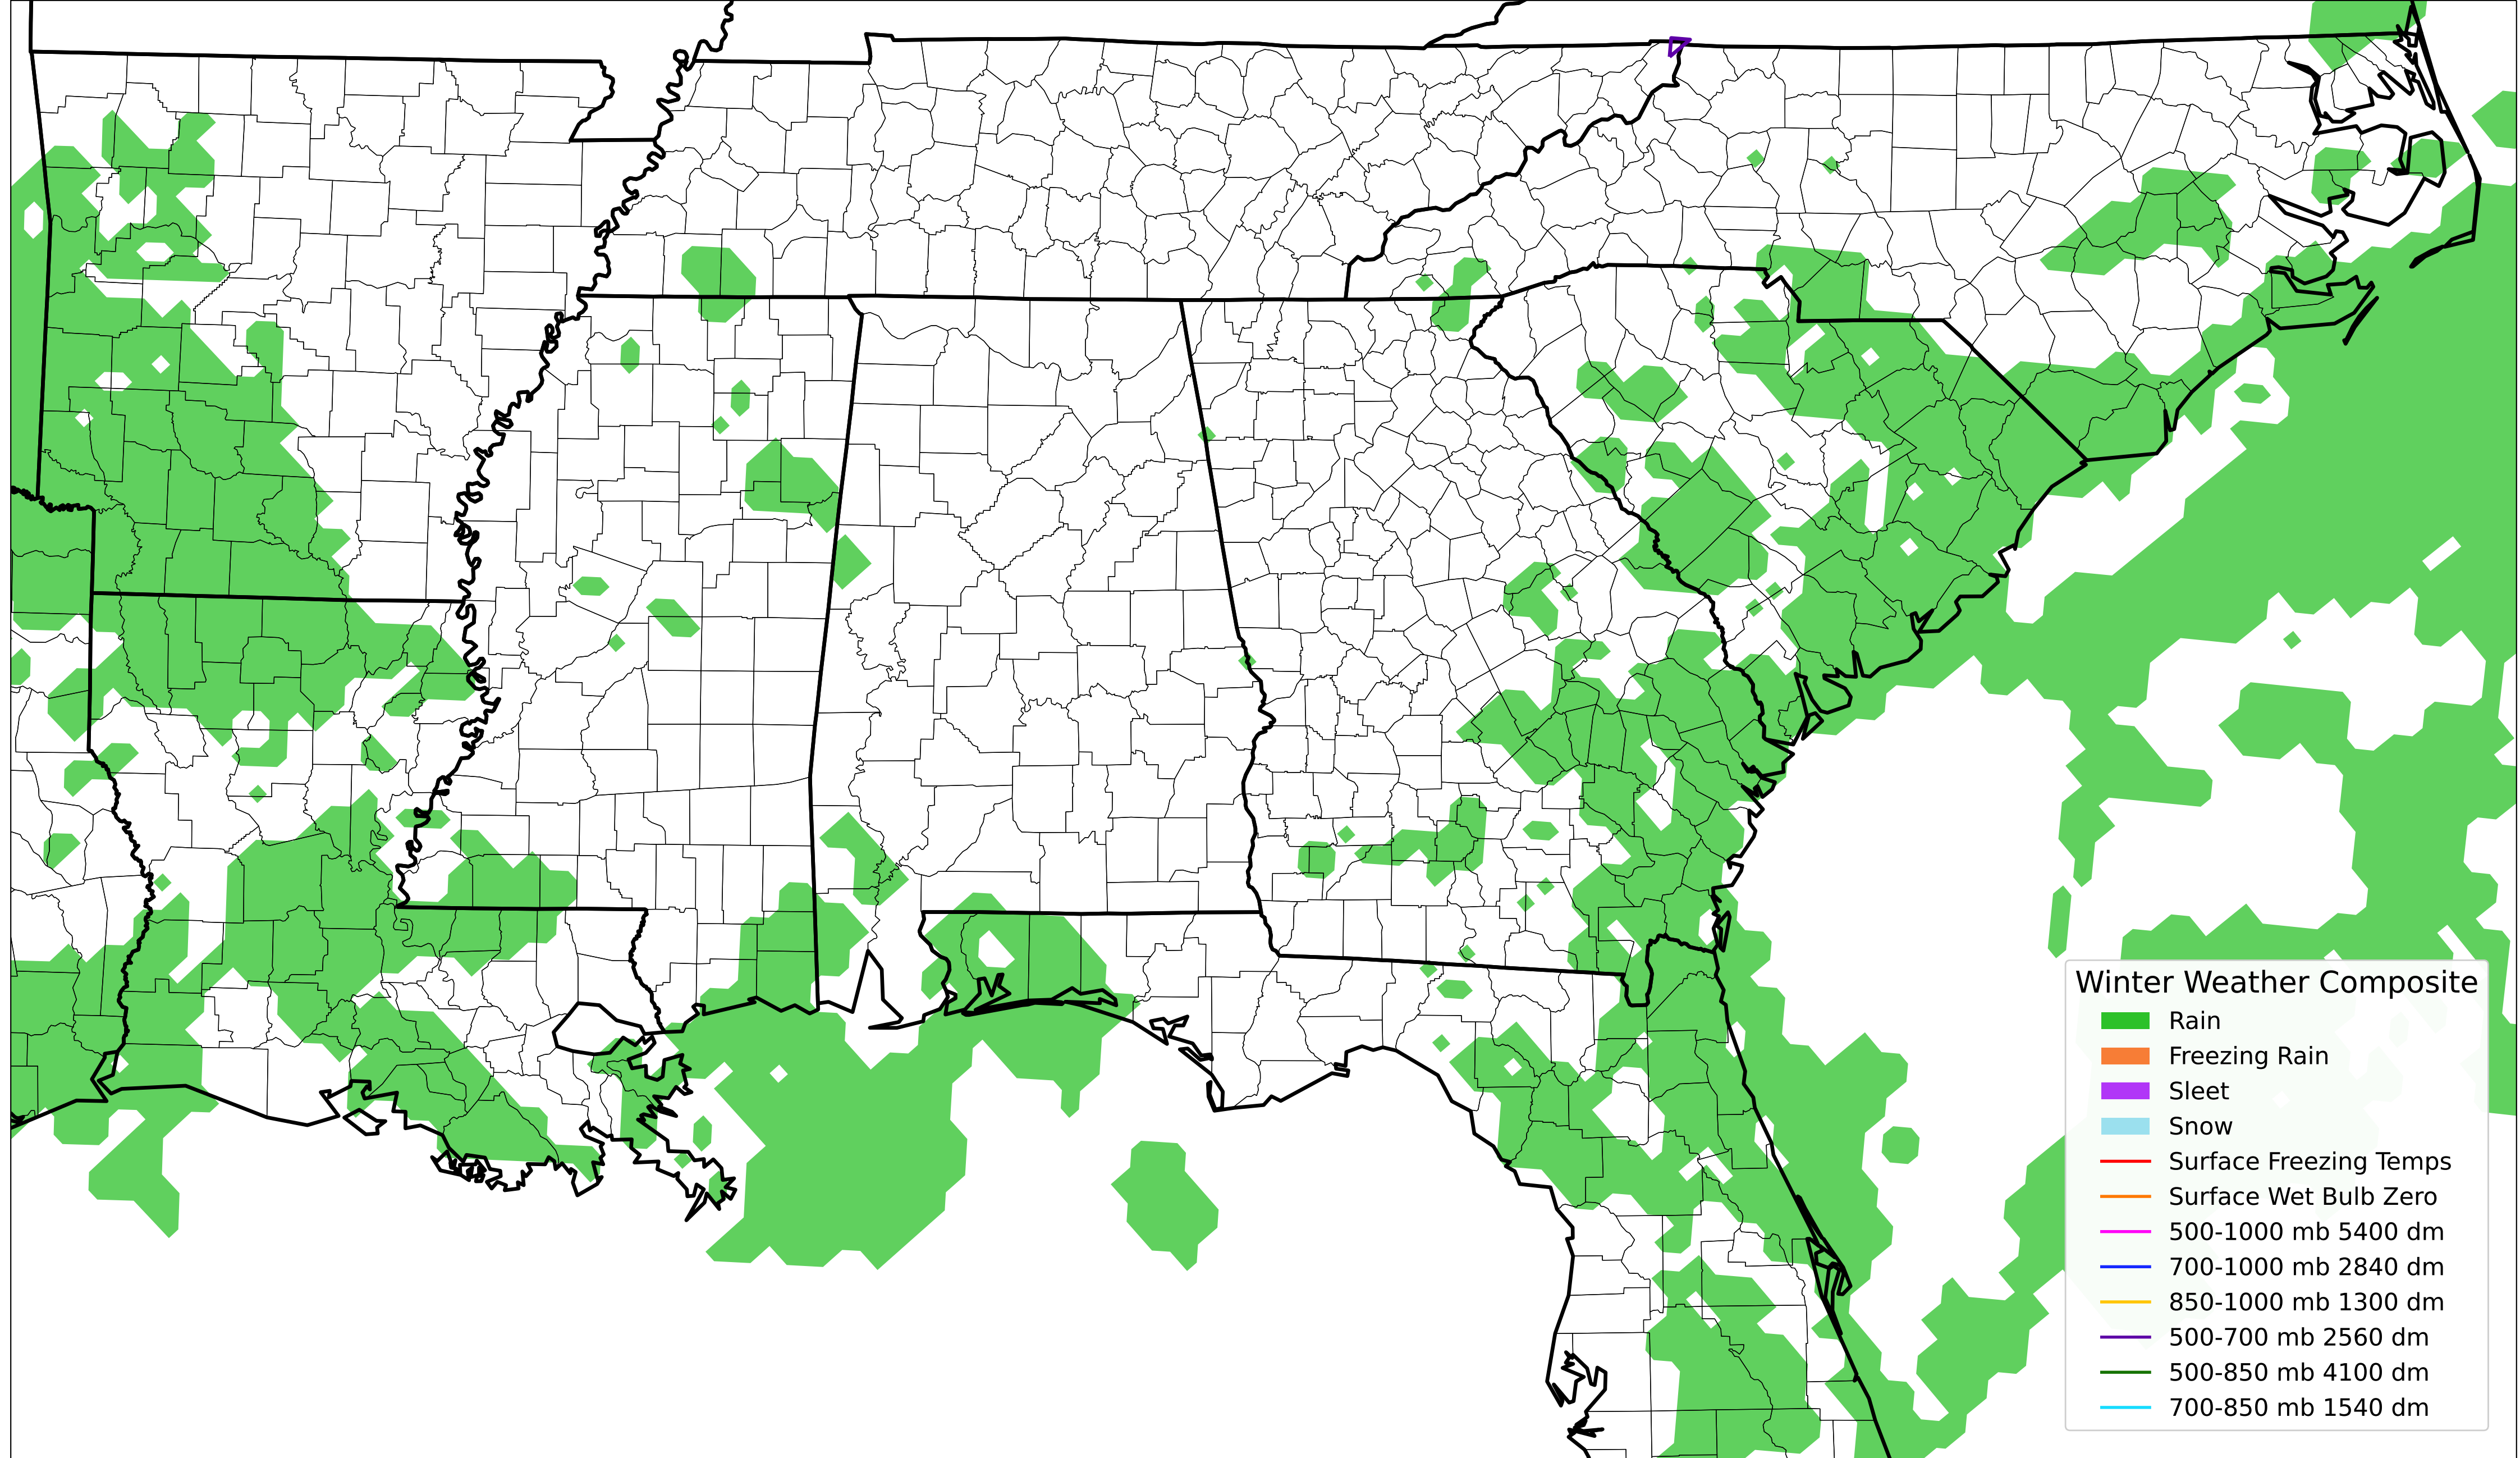 Winter Weather Composite
Rain
Freezing Rain
Sleet
Snow
Surface Freezing Temps
Surface Wet Bulb Zero
500-1000 mb 5400 dm
700-1000 mb 2840 dm
850-1000 mb 1300 dm
500-700 mb 2560 dm
500-850 mb 4100 dm
700-850 mb 1540 dm